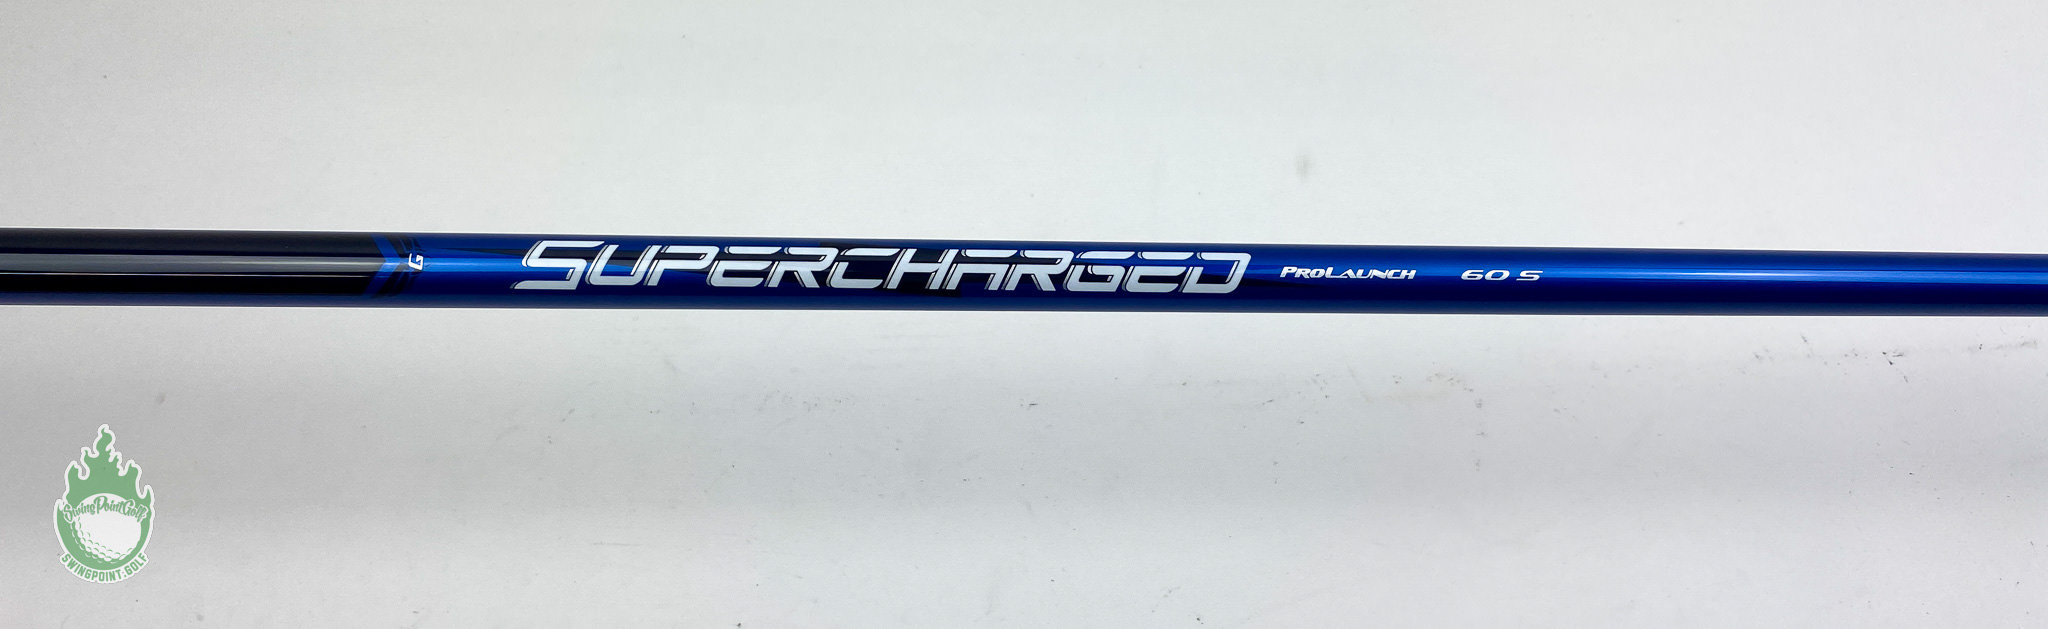 G SUPERCHARGED PROLAUNCH 60 S
SwingPointGolf
SWINGPOINT.GOLF